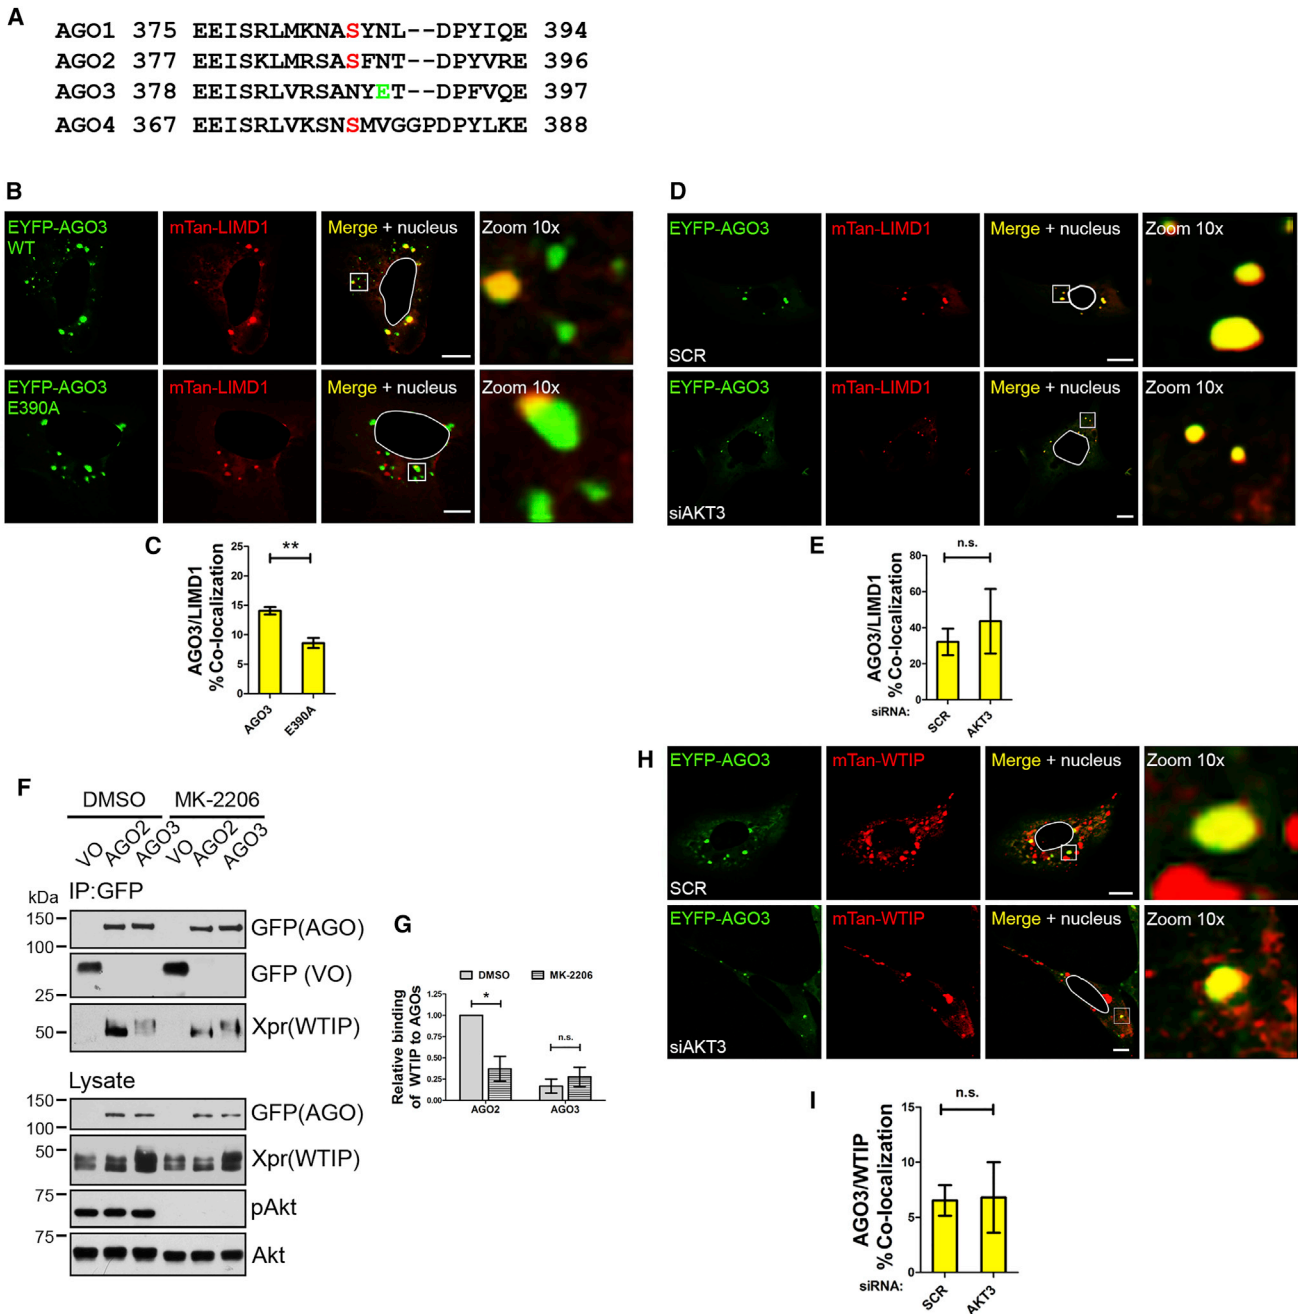 A
AGO1 375 EEISRLMKNASYNL--DPYIQE 394
AGO2 377 EEISKLMRSASFNT--DPYVRE 396
AGO3 378 EEISRLVRSANYET--DPFVQE 397
AGO4 367 EEISRLVKSNSMVGGPDPYLKE 388
B
EYFP-AGO3 WT
mTan-LIMD1
Merge + nucleus
Zoom 10x
EYFP-AGO3 E390A
mTan-LIMD1
Merge + nucleus
Zoom 10x
C
AGO3/LIMD1
% Co-localization
25
20
15
10
5
0
**
AGO3
E390A
D
EYFP-AGO3
SCR
mTan-LIMD1
Merge + nucleus
Zoom 10x
EYFP-AGO3
siAKT3
mTan-LIMD1
Merge + nucleus
Zoom 10x
E
AGO3/LIMD1
% Co-localization
80
60
40
20
0
n.s.
siRNA:
SCR
AKT3
F
DMSO MK-2206
VO AGO2 AGO3 VO AGO2 AGO3
kDa IP:GFP
150
100
GFP(AGO)
25
GFP (VO)
50
Xpr(WTIP)
Lysate
150
100
GFP(AGO)
50
Xpr(WTIP)
75
pAkt
75
Akt
G
DMSO MK-2206
Relative binding
of WTIP to AGOs
1.25
1.00
0.75
0.50
0.25
0.00
*
n.s.
AGO2 AGO3
H
EYFP-AGO3
SCR
mTan-WTIP
Merge + nucleus
Zoom 10x
EYFP-AGO3
siAKT3
mTan-WTIP
Merge + nucleus
Zoom 10x
I
AGO3/WTIP
% Co-localization
15
10
5
0
n.s.
siRNA:
SCR
AKT3